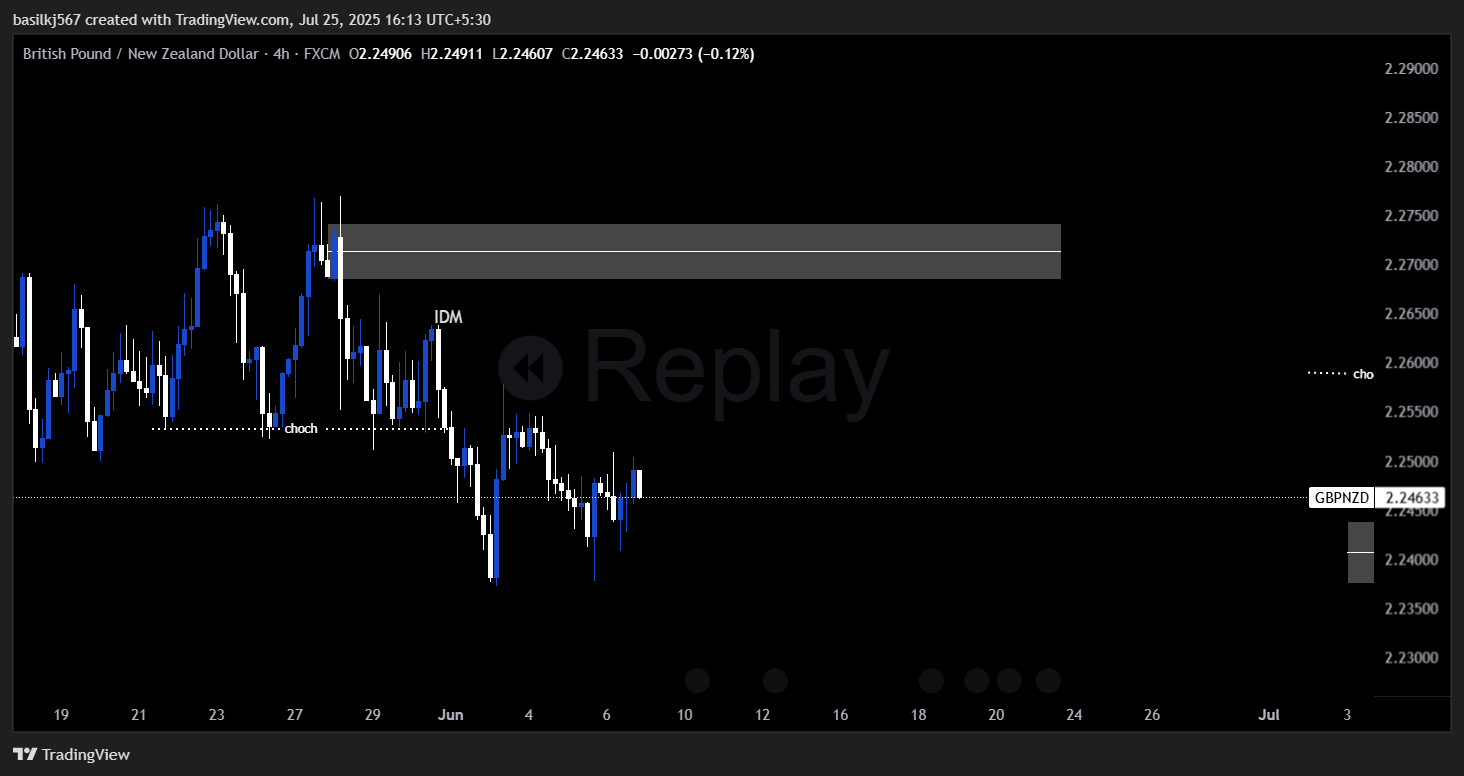 basilkj567 created with TradingView.com, Jul 25, 2025 16:13 UTC+5:30
British Pound / New Zealand Dollar · 4h · FXCM O2.24906 H2.24911 L2.24607 C2.24633 −0.00273 (−0.12%)
2.29000
2.28500
2.28000
2.27500
2.27000
2.26500
IDM
Replay
2.26000
cho
2.25500
choch
2.25000
GBPNZD 2.24633
2.24500
2.24000
2.23500
2.23000
19 21 23 27 29 Jun 4 6 10 12 16 18 20 24 26 Jul 3
TradingView